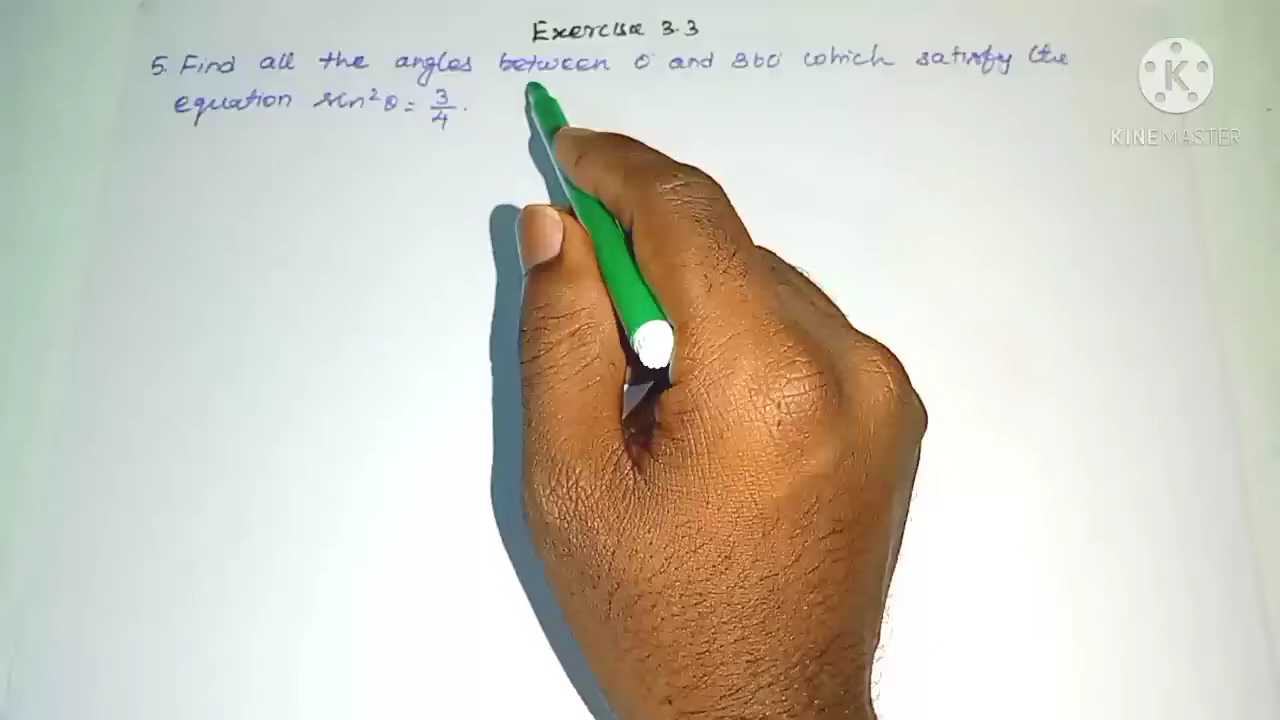 Exercise 3.3
5. Find all the angles between 0° and 360° which satisfy the
equation sin²θ = 3/4.
K
KINEMASTER